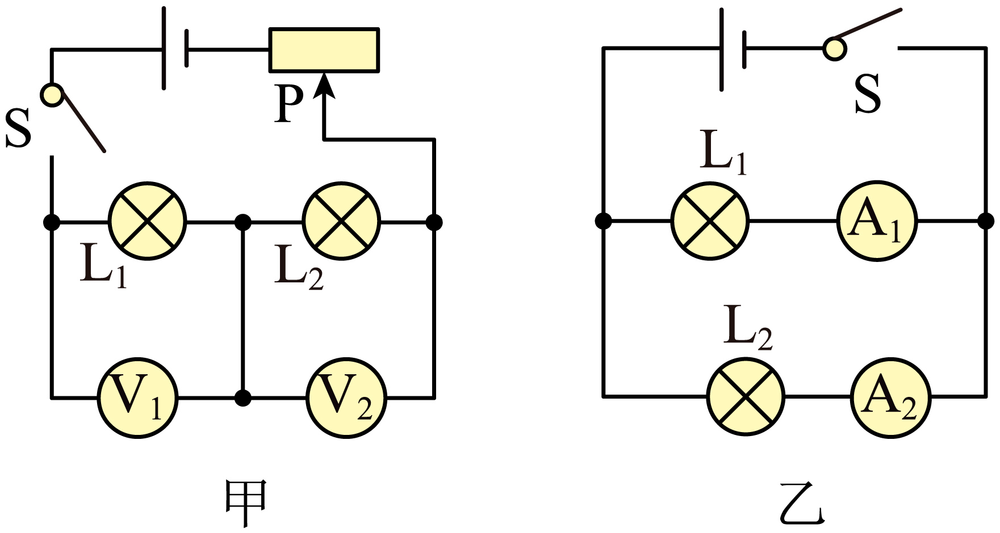 S
P
L₁
L₂
V₁
V₂
甲
S
L₁
A₁
L₂
A₂
乙